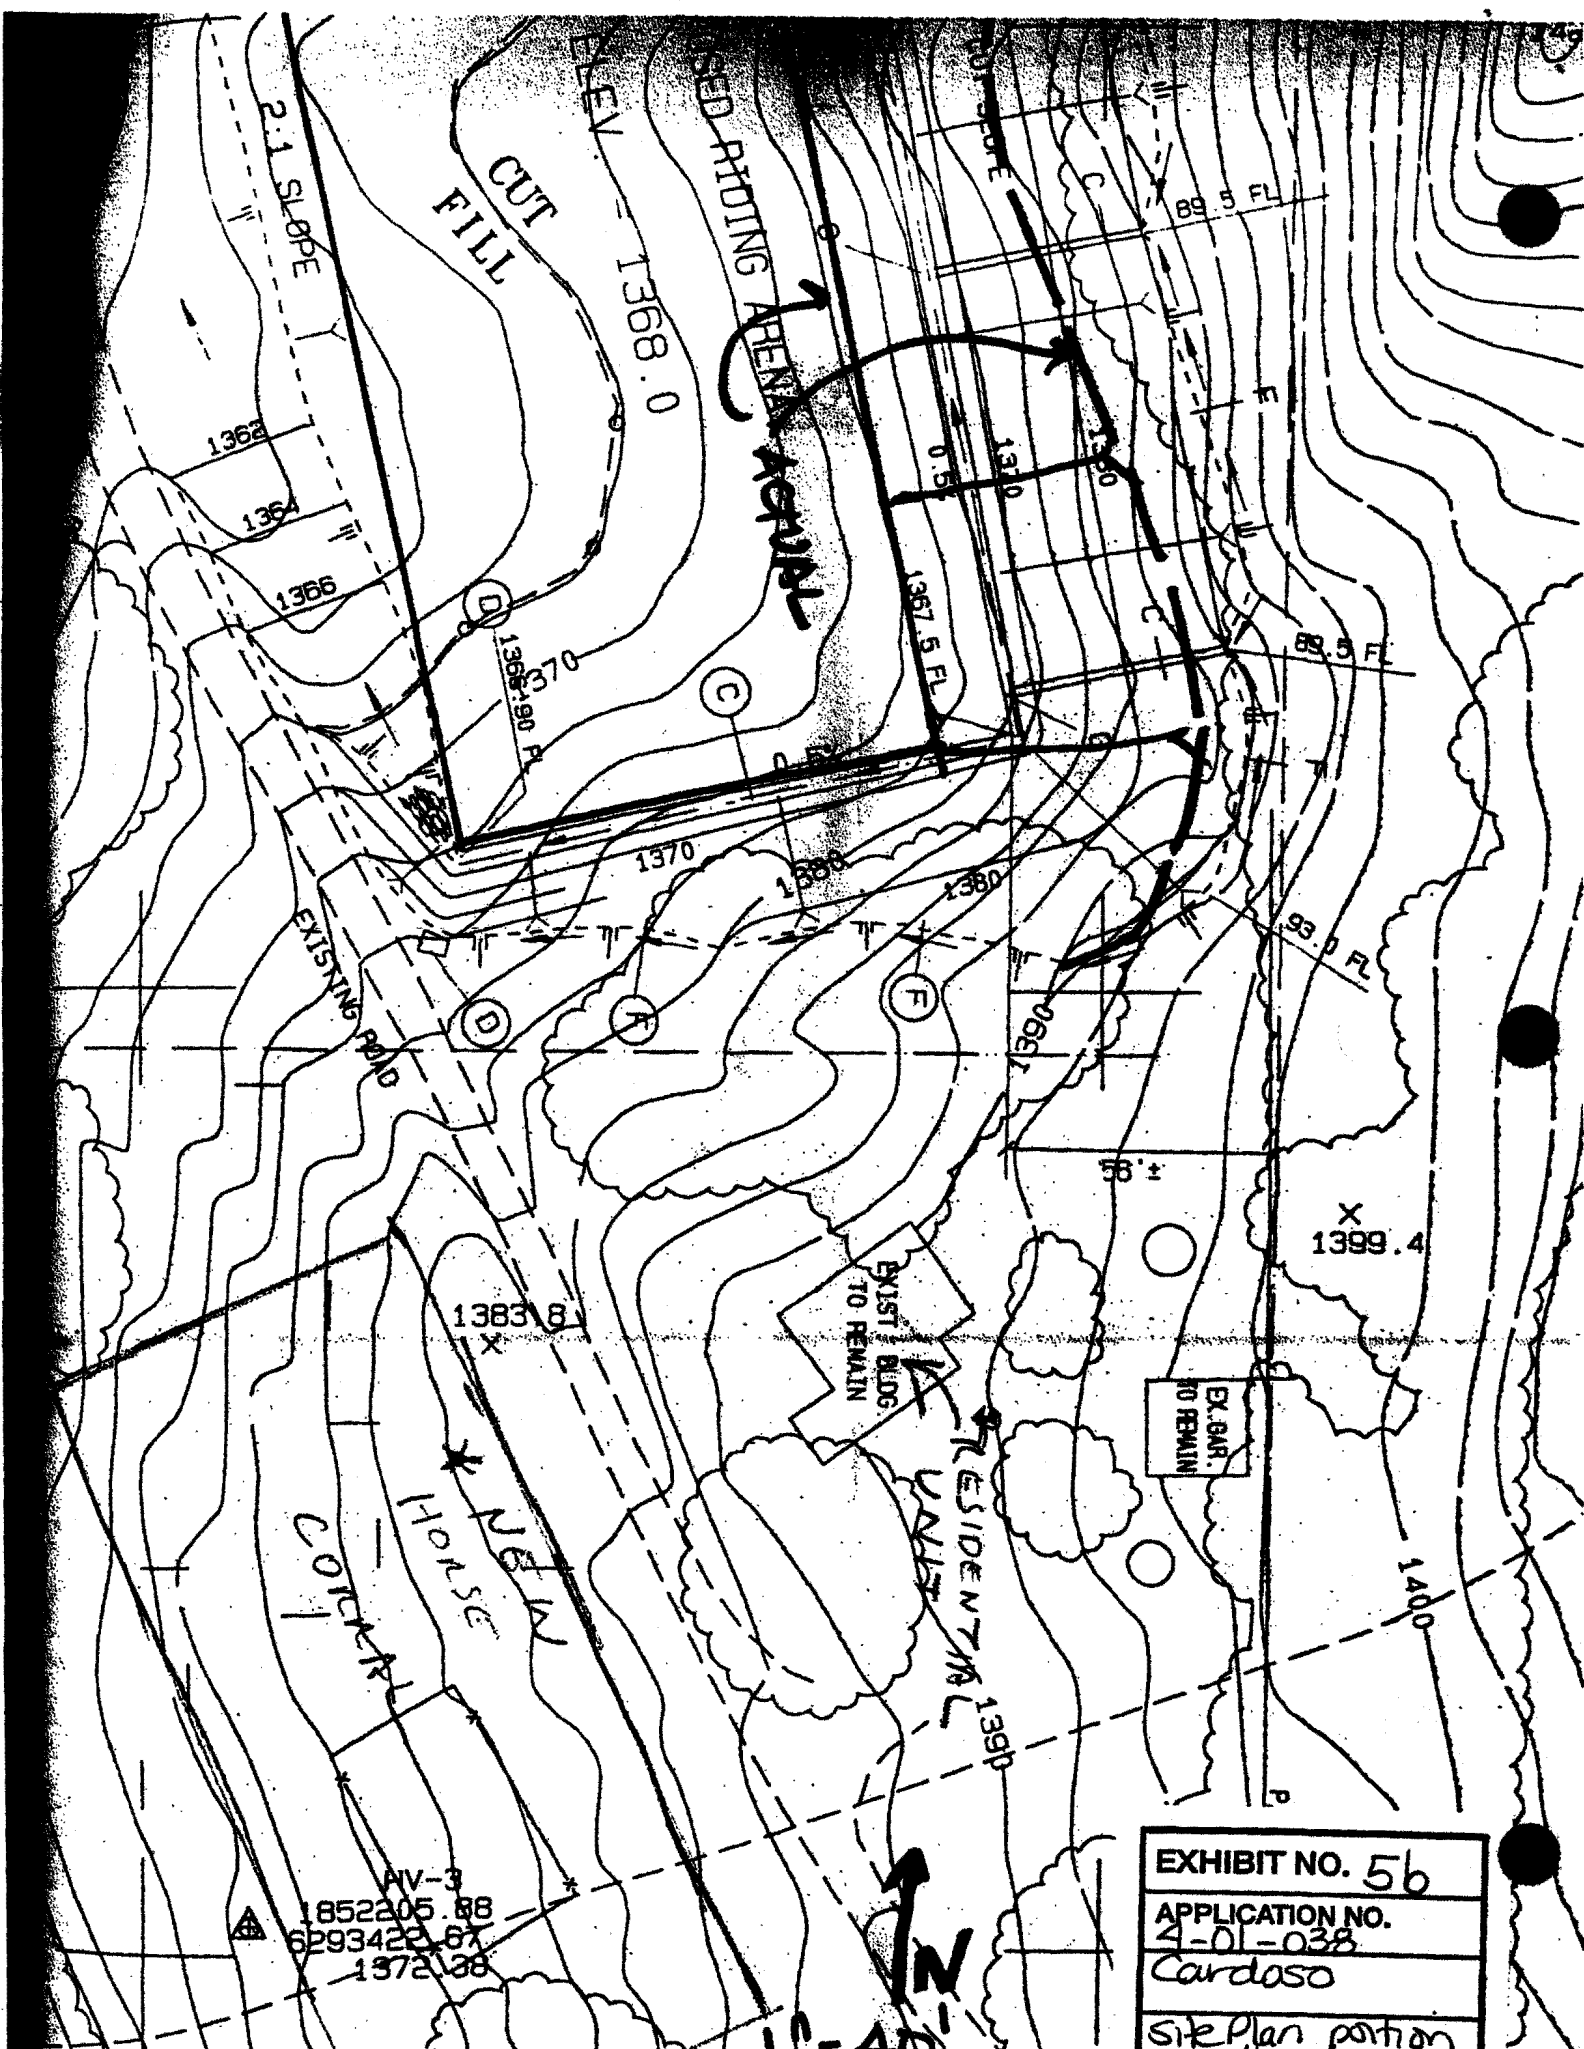 2:1 SLOPE
CUT
FILL
ELEV. = 1368.0
SED RIDING ARENA
ACTUAL
C
89.5 FL
1362
1364
1366
0.5%
1370
1380
F
D
1366.90 FL
1370
C
1367.5 FL
C
89.5 FL
1370
1380
1380
93.0 FL
EXISTING ROAD
D
F
F
1390
56'±
X
1399.4
1383.8
X
EXIST. BLDG.
TO REMAIN
EX. GAR.
TO REMAIN
RESIDENTIAL
UNIT
NEW
HORSE
CORRAL
1400
1390
P
HV-3
1852205.88
6293422.67
1372.38
N
EXHIBIT NO. 5b
APPLICATION NO.
4-01-038
Cardoso
Site Plan portion